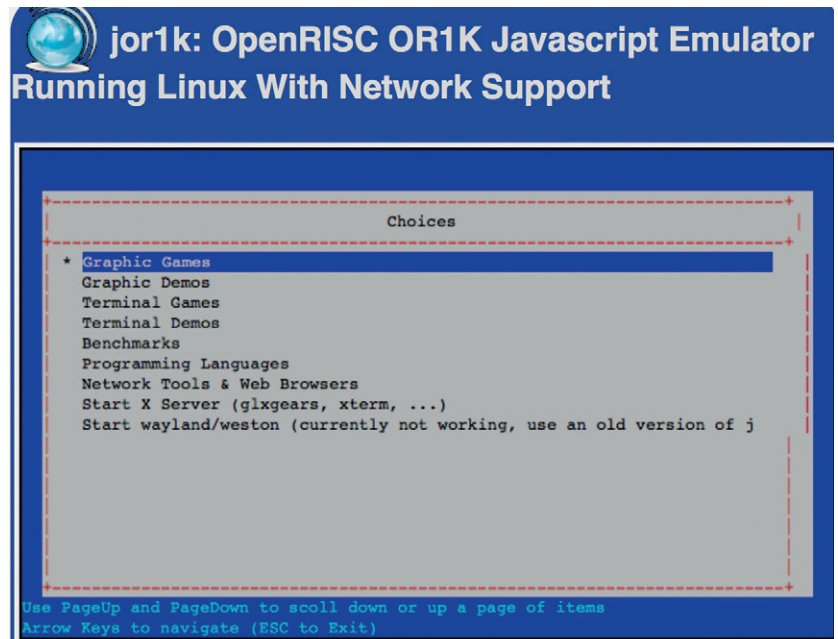 jor1k: OpenRISC OR1K Javascript Emulator
Running Linux With Network Support
Choices
* Graphic Games
Graphic Demos
Terminal Games
Terminal Demos
Benchmarks
Programming Languages
Network Tools & Web Browsers
Start X Server (glxgears, xterm, ...)
Start wayland/weston (currently not working, use an old version of j
Use PageUp and PageDown to scoll down or up a page of items
Arrow Keys to navigate (ESC to Exit)